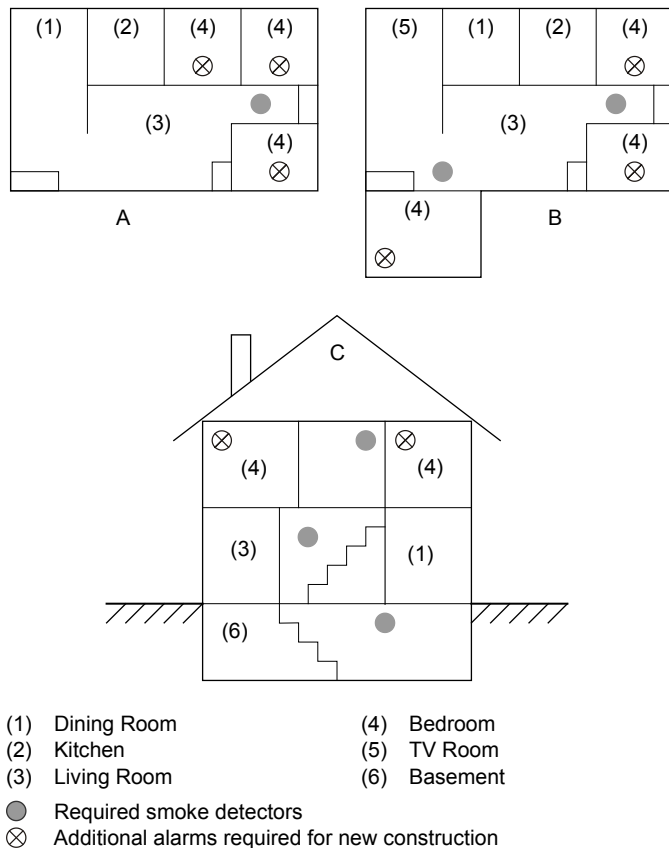 (1) (2) (4) (4)
(3)
(4)
A
(5) (1) (2) (4)
(3)
(4)
(4)
B
C
(4) (4)
(3) (1)
(6)
(1) Dining Room
(2) Kitchen
(3) Living Room
(4) Bedroom
(5) TV Room
(6) Basement
Required smoke detectors
Additional alarms required for new construction